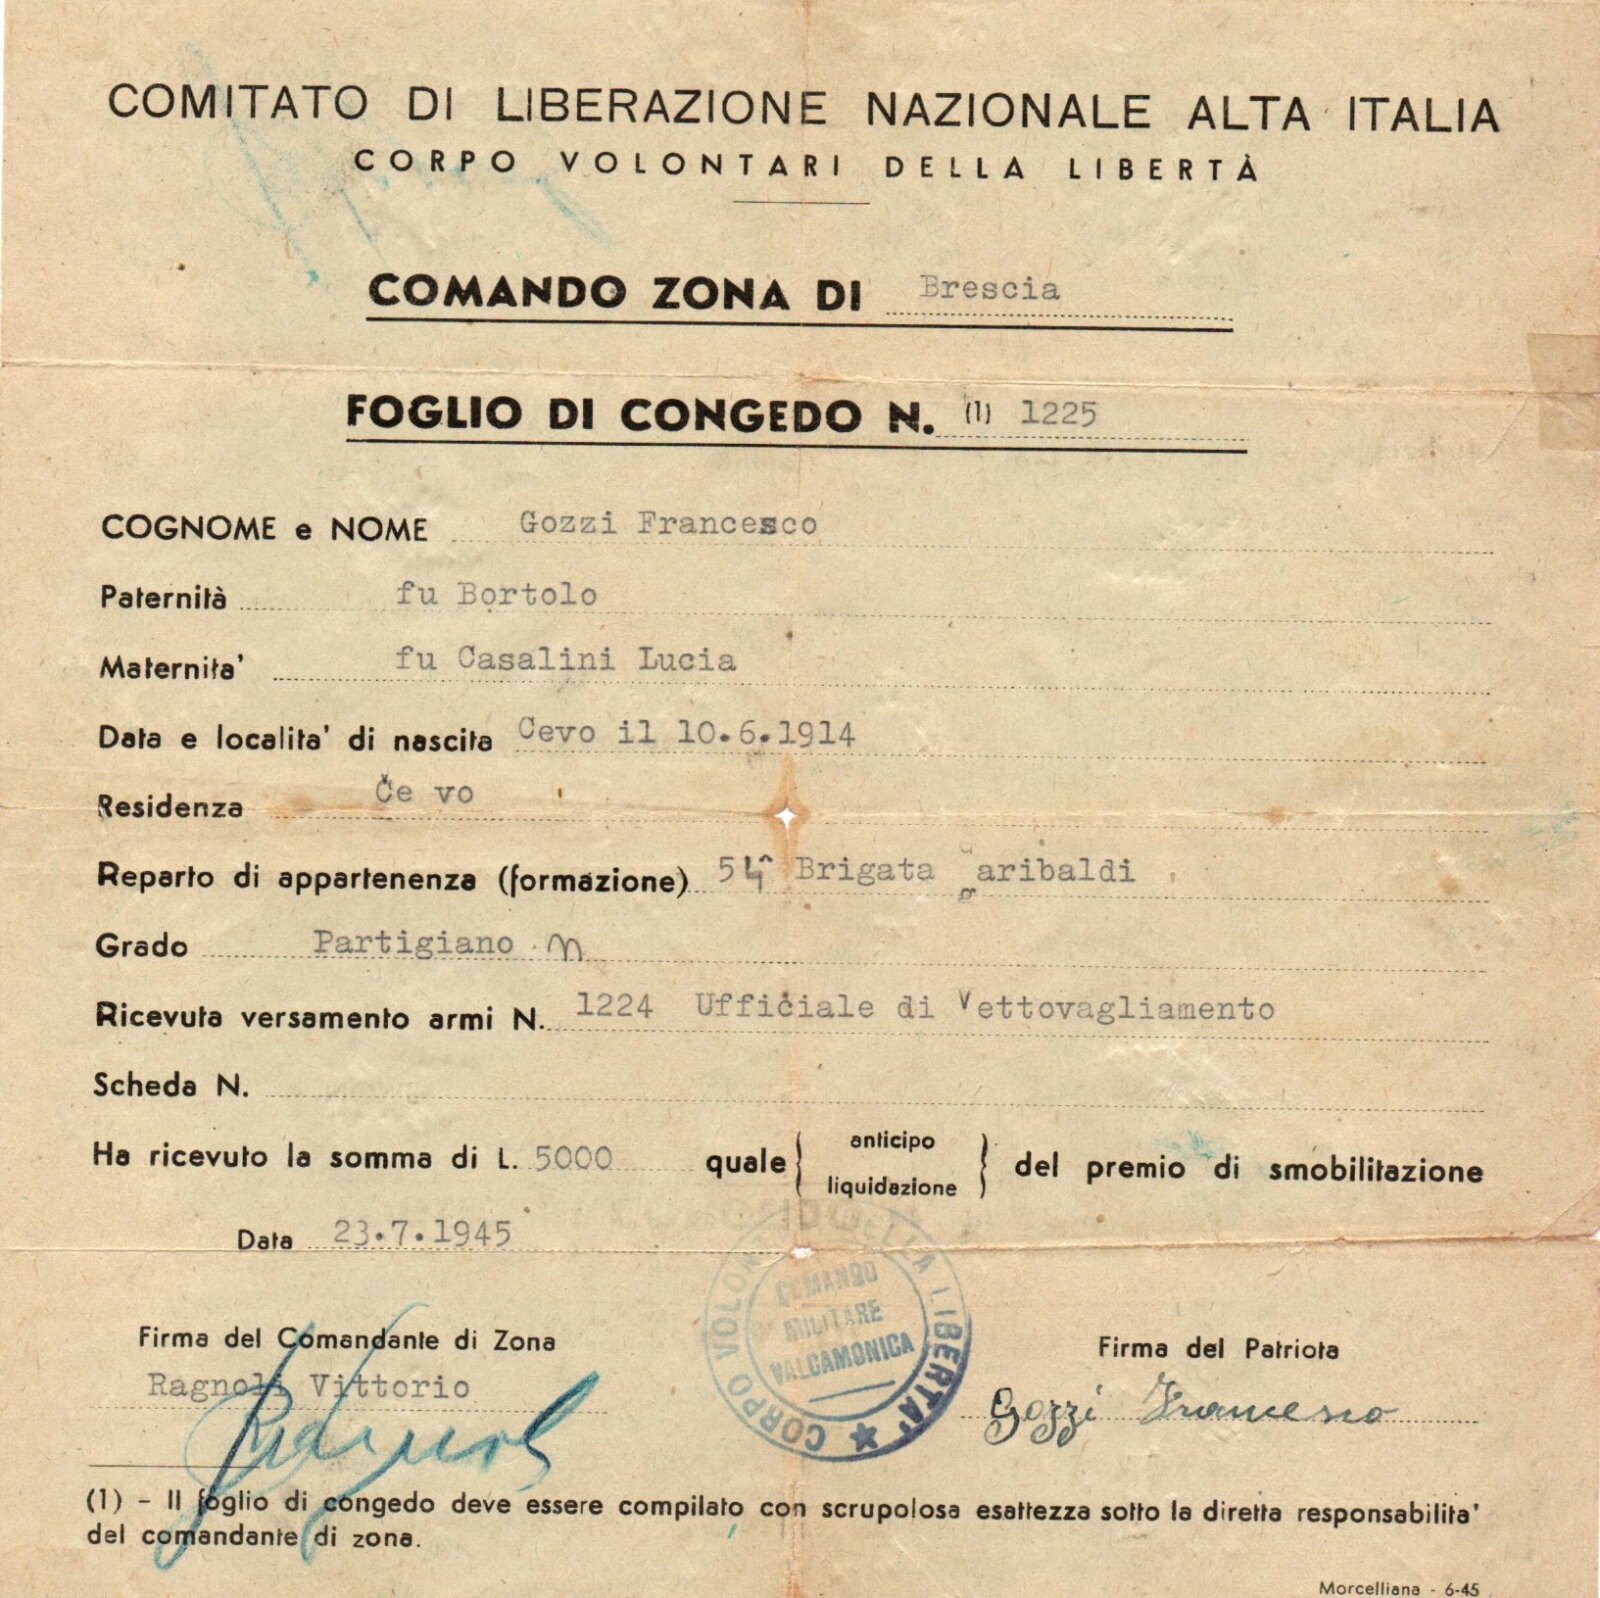 COMITATO DI LIBERAZIONE NAZIONALE ALTA ITALIA
CORPO VOLONTARI DELLA LIBERTÀ
COMANDO ZONA DI Brescia
FOGLIO DI CONGEDO N. (1) 1225
COGNOME e NOME Gozzi Francesco
Paternità fu Bortolo
Maternita' fu Casalini Lucia
Data e localita' di nascita Cevo il 10.6.1914
Residenza Ce vo
Reparto di appartenenza (formazione) 54^ Brigata garibaldi
Grado Partigiano
Ricevuta versamento armi N. 1224 Ufficiale di Vettovagliamento
Scheda N.
Ha ricevuto la somma di L. 5000 quale { anticipo liquidazione } del premio di smobilitazione
Data 23.7.1945
CORPO VOLONTARI DELLA LIBERTA'
COMANDO
MILITARE
VALCAMONICA
Firma del Comandante di Zona
Ragnoli Vittorio
Ragnoli
Firma del Patriota
Gozzi Francesco
(1) - Il foglio di congedo deve essere compilato con scrupolosa esattezza sotto la diretta responsabilita'
del comandante di zona.
Morcelliana - 6-45